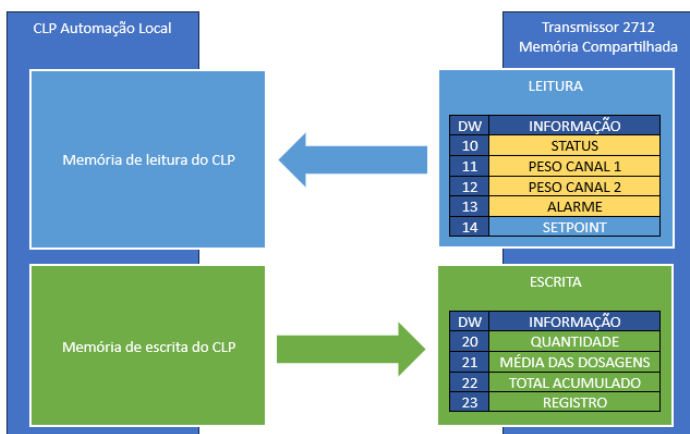 CLP Automação Local
Transmissor 2712
Memória Compartilhada
LEITURA
Memória de leitura do CLP
DW INFORMAÇÃO
10 STATUS
11 PESO CANAL 1
12 PESO CANAL 2
13 ALARME
14 SETPOINT
ESCRITA
Memória de escrita do CLP
DW INFORMAÇÃO
20 QUANTIDADE
21 MÉDIA DAS DOSAGENS
22 TOTAL ACUMULADO
23 REGISTRO